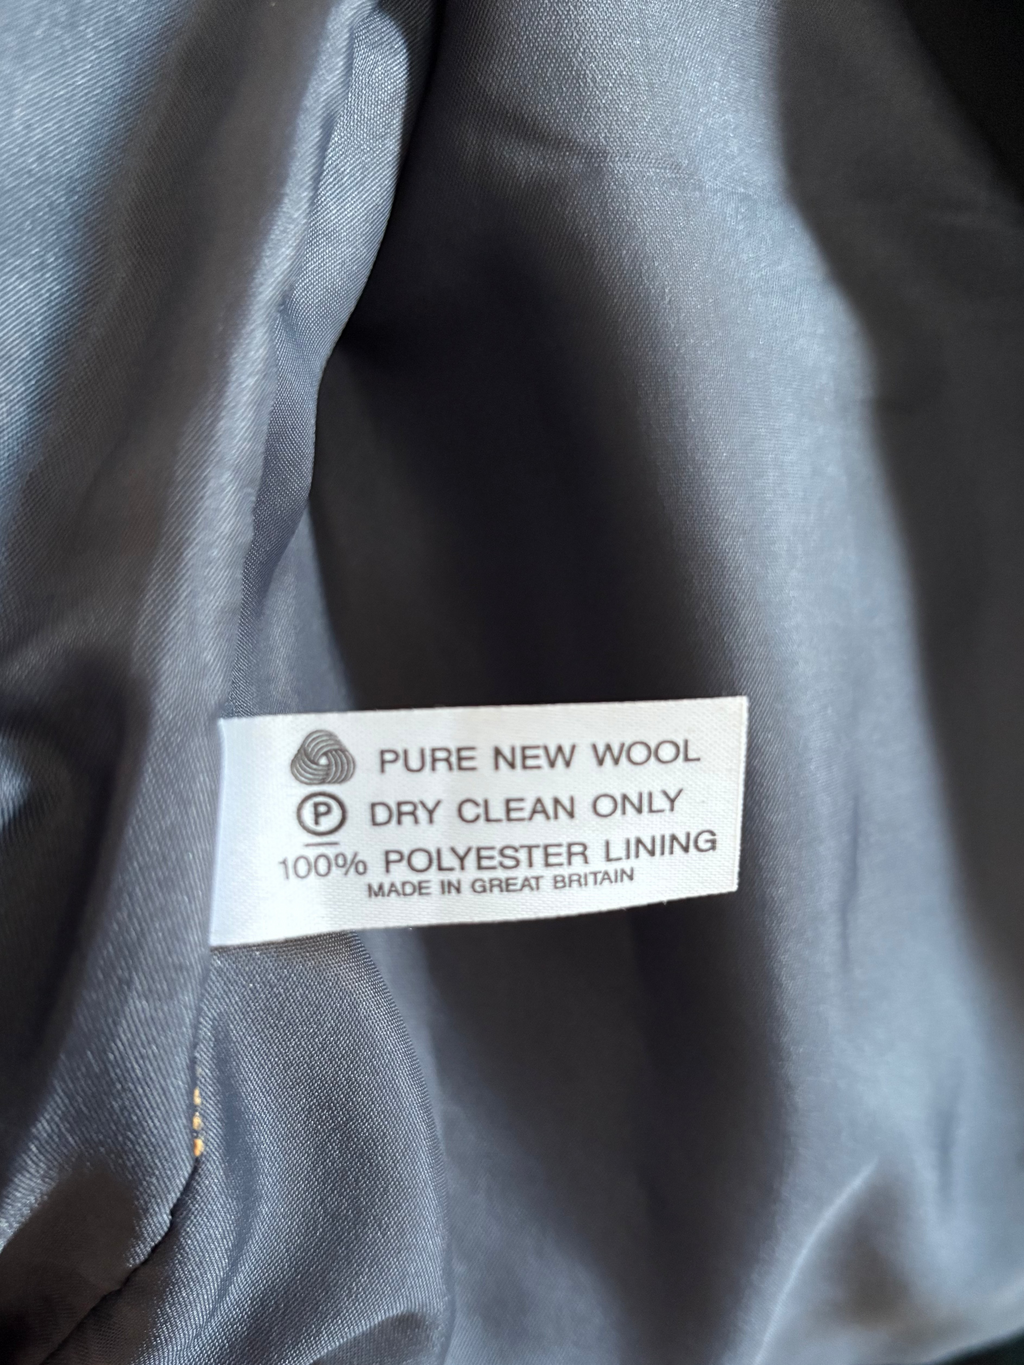 PURE NEW WOOL
P DRY CLEAN ONLY
100% POLYESTER LINING
MADE IN GREAT BRITAIN